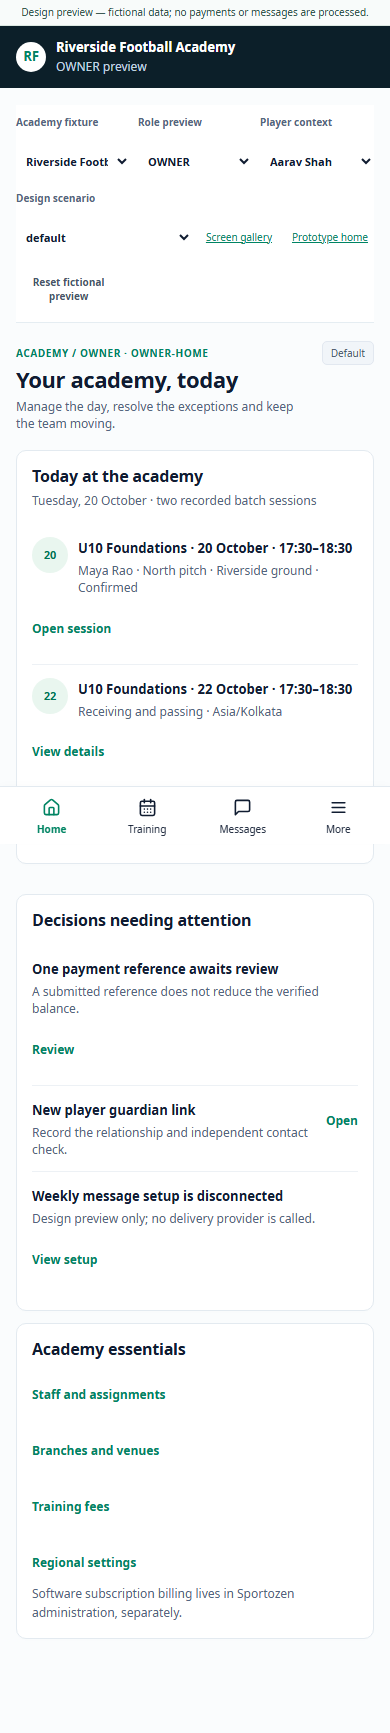 Design preview — fictional data; no payments or messages are processed.
RF
Riverside Football Academy
OWNER preview
Academy fixture
Role preview
Player context
Riverside Footb
OWNER
Aarav Shah
Design scenario
default
Screen gallery
Prototype home
Reset fictional
preview
ACADEMY / OWNER · OWNER-HOME
Default
Your academy, today
Manage the day, resolve the exceptions and keep
the team moving.
Today at the academy
Tuesday, 20 October · two recorded batch sessions
20
U10 Foundations · 20 October · 17:30–18:30
Maya Rao · North pitch · Riverside ground ·
Confirmed
Open session
22
U10 Foundations · 22 October · 17:30–18:30
Receiving and passing · Asia/Kolkata
View details
Home
Training
Messages
More
Decisions needing attention
One payment reference awaits review
A submitted reference does not reduce the verified
balance.
Review
New player guardian link
Record the relationship and independent contact
check.
Open
Weekly message setup is disconnected
Design preview only; no delivery provider is called.
View setup
Academy essentials
Staff and assignments
Branches and venues
Training fees
Regional settings
Software subscription billing lives in Sportozen
administration, separately.